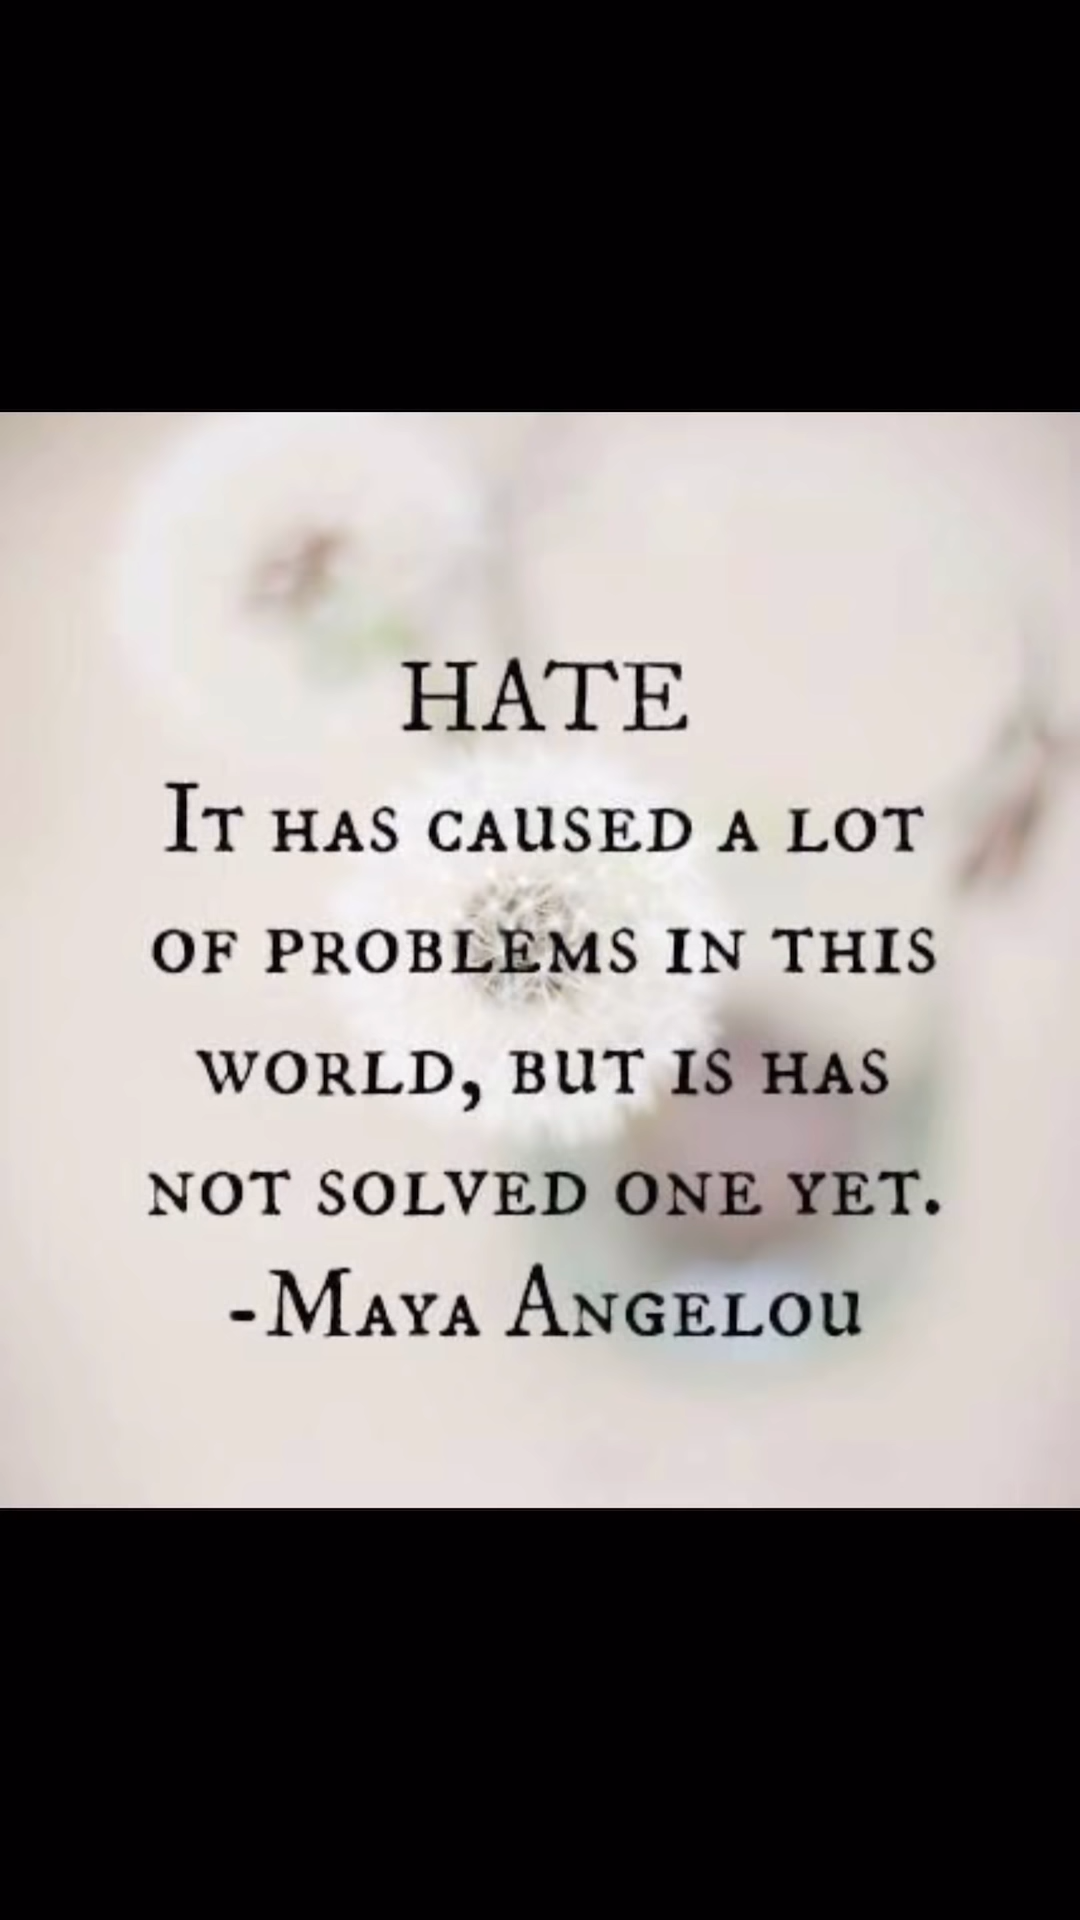 HATE
It has caused a lot
of problems in this
world, but is has
not solved one yet.
-Maya Angelou